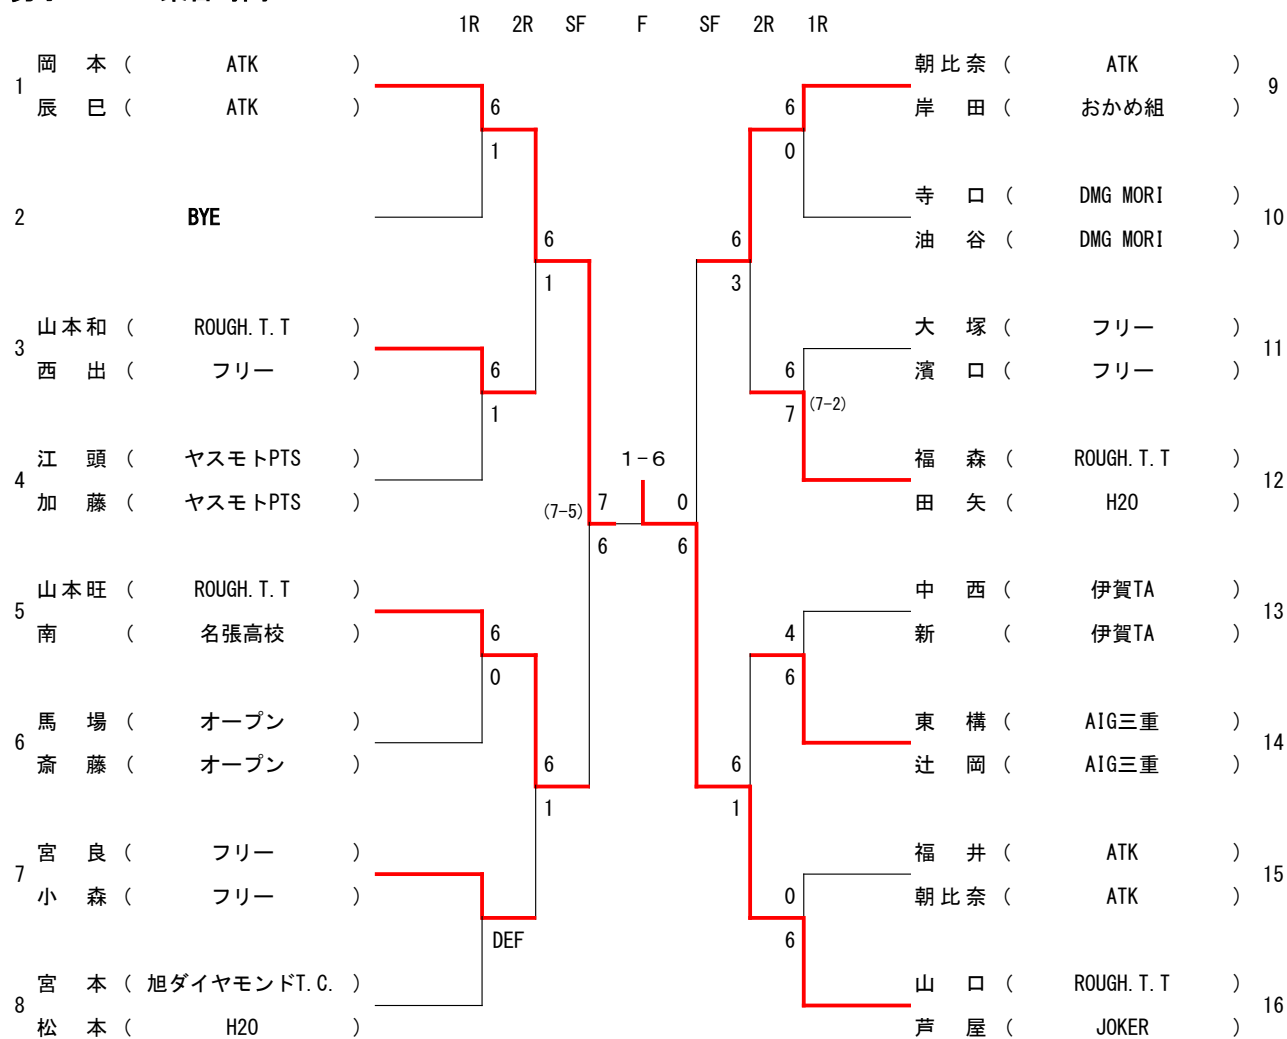 1R 2R SF F SF 2R 1R
岡 本 ( ATK )
1
辰 巳 ( ATK )
6
1
2 BYE
6
1
山本和 ( ROUGH.T.T )
3
西 出 ( フリー )
6
1
江 頭 ( ヤスモトPTS )
4
加 藤 ( ヤスモトPTS )
(7-5) 7
6
山本旺 ( ROUGH.T.T )
5
南 ( 名張高校 )
6
0
馬 場 ( オープン )
6
斎 藤 ( オープン )
6
1
宮 良 ( フリー )
7
小 森 ( フリー )
DEF
宮 本 ( 旭ダイヤモンドT.C. )
8
松 本 ( H2O )
1-6
朝比奈 ( ATK )
9
岸 田 ( おかめ組 )
6
0
寺 口 ( DMG MORI )
10
油 谷 ( DMG MORI )
6
3
大 塚 ( フリー )
11
濱 口 ( フリー )
6
7 (7-2)
福 森 ( ROUGH.T.T )
12
田 矢 ( H2O )
0
6
中 西 ( 伊賀TA )
13
新 ( 伊賀TA )
4
6
東 構 ( AIG三重 )
14
辻 岡 ( AIG三重 )
6
1
福 井 ( ATK )
15
朝比奈 ( ATK )
0
6
山 口 ( ROUGH.T.T )
16
芦 屋 ( JOKER )